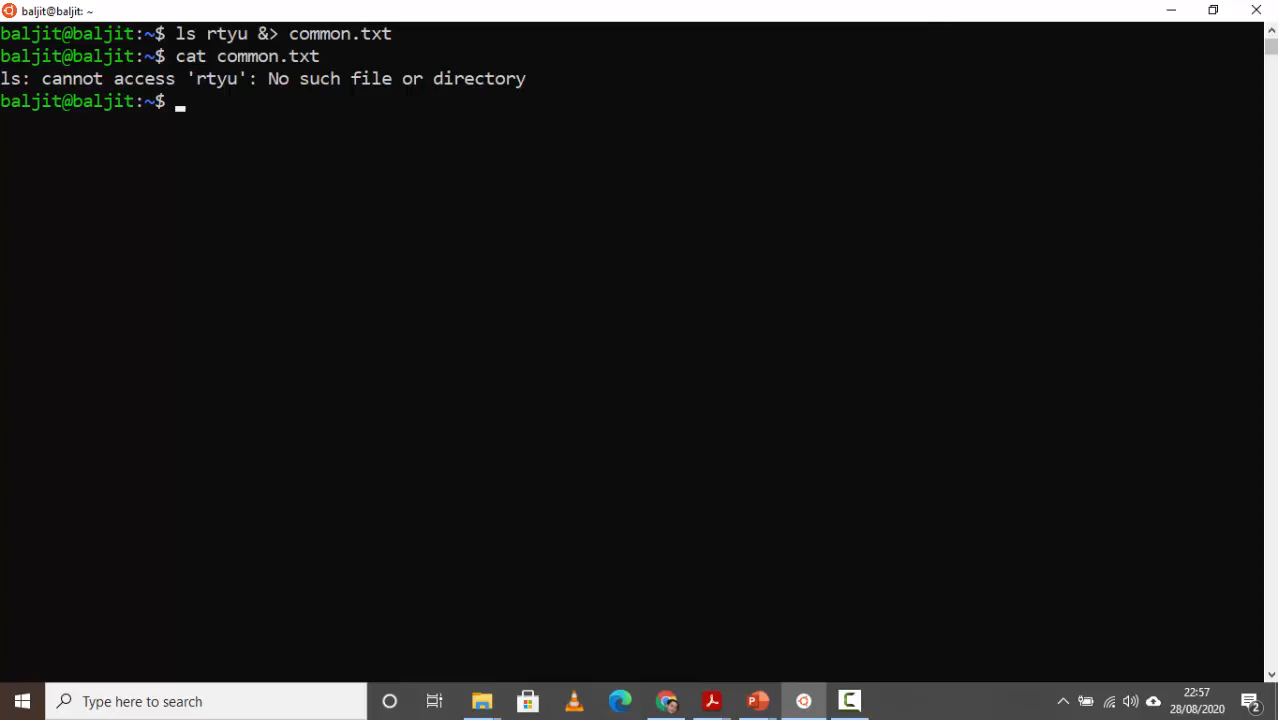 baljit@baljit: ~
baljit@baljit:~$ ls rtyu &> common.txt
baljit@baljit:~$ cat common.txt
ls: cannot access 'rtyu': No such file or directory
baljit@baljit:~$
Type here to search
22:57
28/08/2020
2